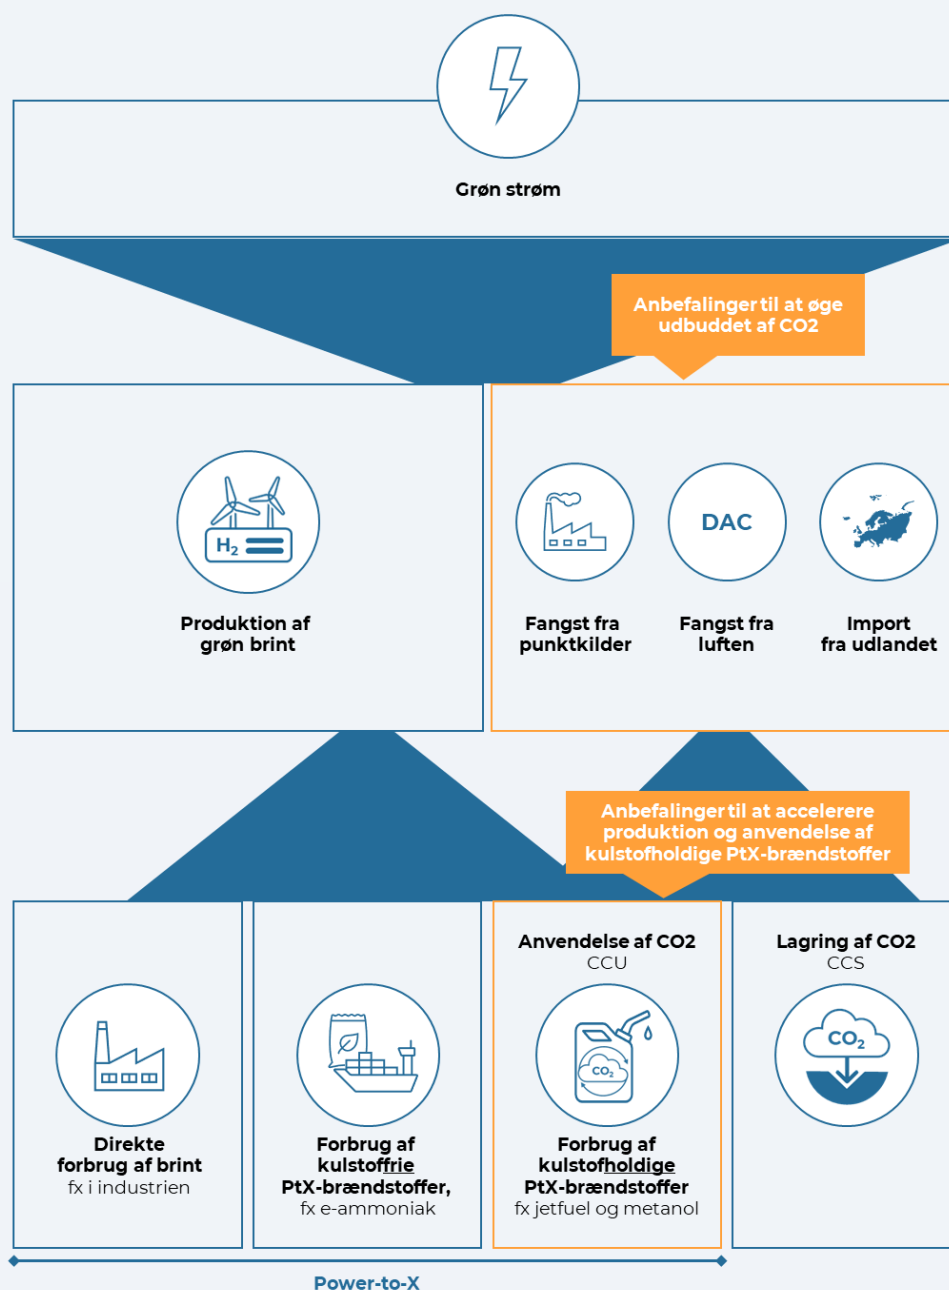 Grøn strøm
Anbefalinger til at øge
udbuddet af CO2
H₂
Produktion af
grøn brint
Fangst fra
punktkilder
DAC
Fangst fra
luften
Import
fra udlandet
Anbefalinger til at accelerere
produktion og anvendelse af
kulstofholdige PtX-brændstoffer
Direkte
forbrug af brint
fx i industrien
Forbrug af
kulstoffrie
PtX-brændstoffer,
fx e-ammoniak
Anvendelse af CO2
CCU
CO₂
Forbrug af
kulstofholdige
PtX-brændstoffer
fx jetfuel og metanol
Lagring af CO2
CCS
CO₂
Power-to-X